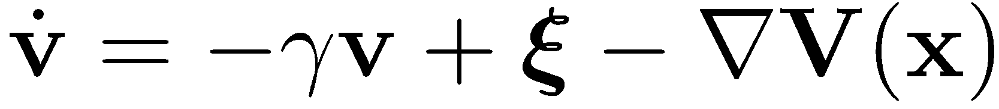 v̇ = −γv + ξ − ∇V(x)